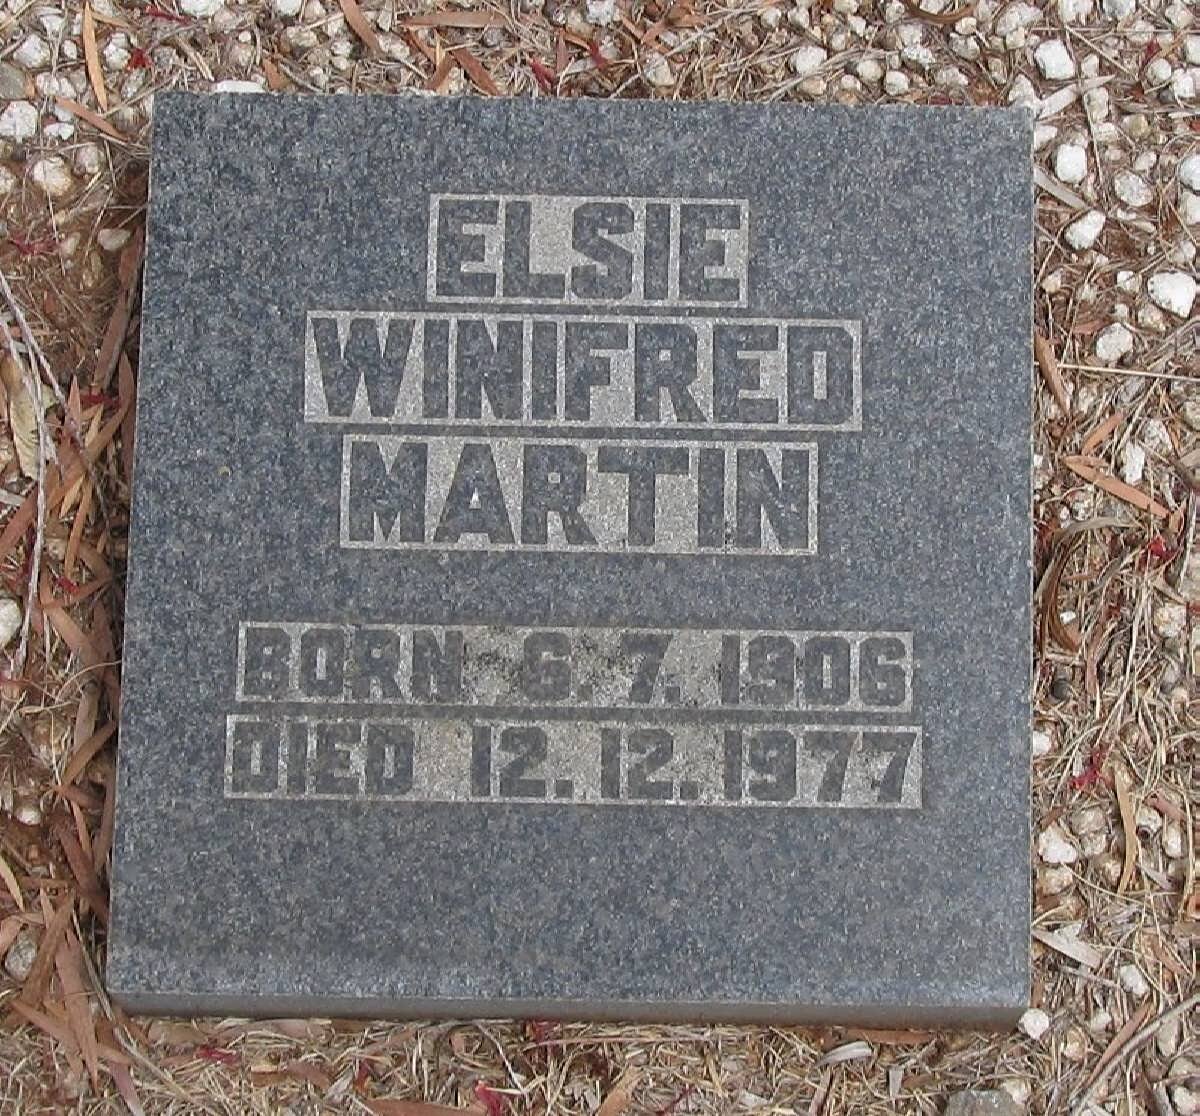 ELSIE
WINIFRED
MARTIN
BORN 6. 7. 1906
DIED 12. 12. 1977